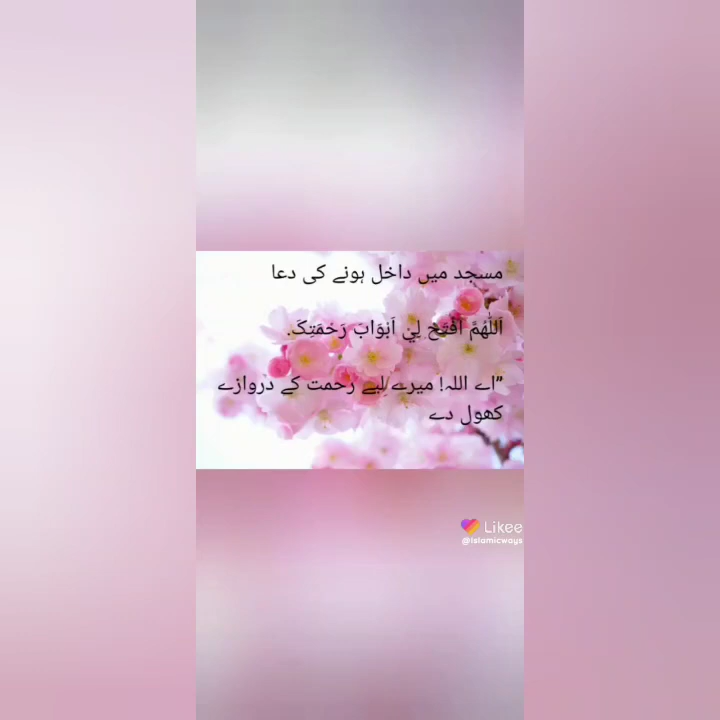 مسجد میں داخل ہونے کی دعا
اَللّٰهُمَّ افْتَحْ لِيْ اَبْوَابَ رَحْمَتِکَ.
”اے اللہ! میرے لیے رحمت کے دروازے
کھول دے
Likee
@islamicways